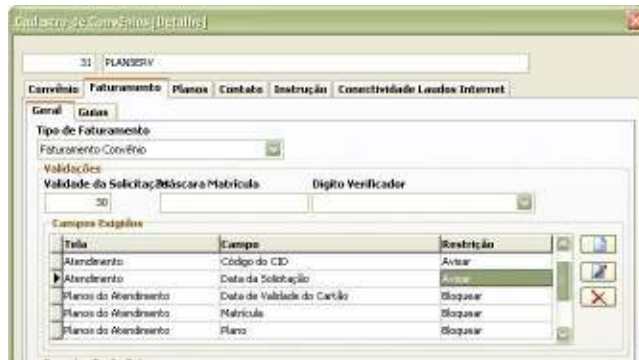 Cadastro de Convênios [Detalhe]
31 PLANSERV
Convênio Faturamento Planos Contato Instrução Conectividade Laudos Internet
Geral Guias
Tipo de Faturamento
Faturamento Convênio
Validações
Validade da Solicitação Máscara Matrícula Digito Verificador
30
Campos Exigidos
Tela Campo Restrição
Atendimento Código do CID Avisar
Atendimento Data da Solicitação Avisar
Planos do Atendimento Data de Validade do Cartão Bloquear
Planos do Atendimento Matrícula Bloquear
Planos do Atendimento Plano Bloquear